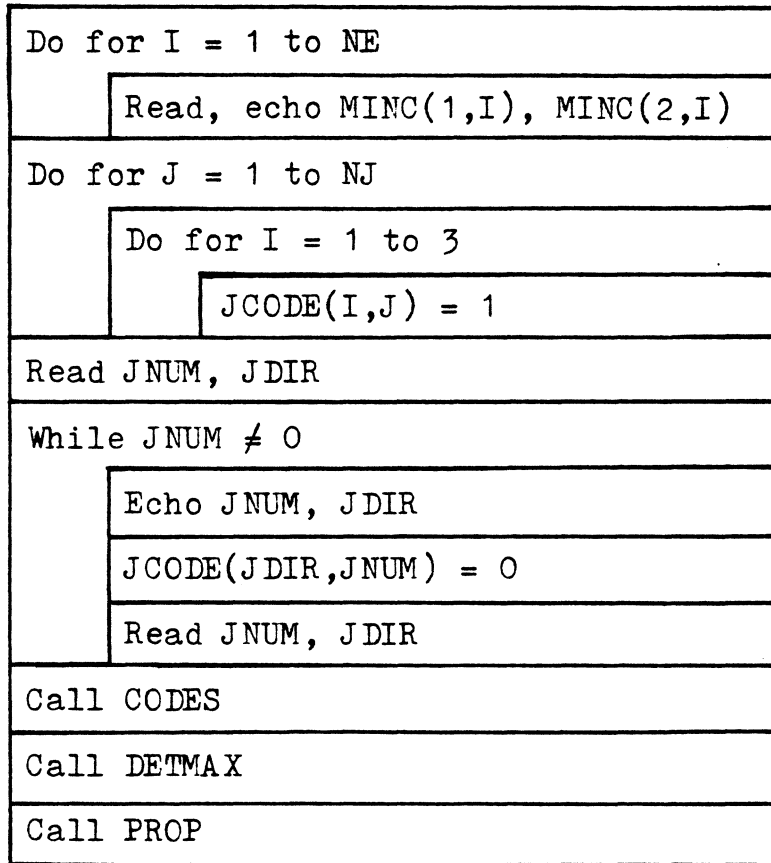 Do for I = 1 to NE
Read, echo MINC(1,I), MINC(2,I)
Do for J = 1 to NJ
Do for I = 1 to 3
JCODE(I,J) = 1
Read JNUM, JDIR
While JNUM ≠ 0
Echo JNUM, JDIR
JCODE(JDIR,JNUM) = 0
Read JNUM, JDIR
Call CODES
Call DETMAX
Call PROP